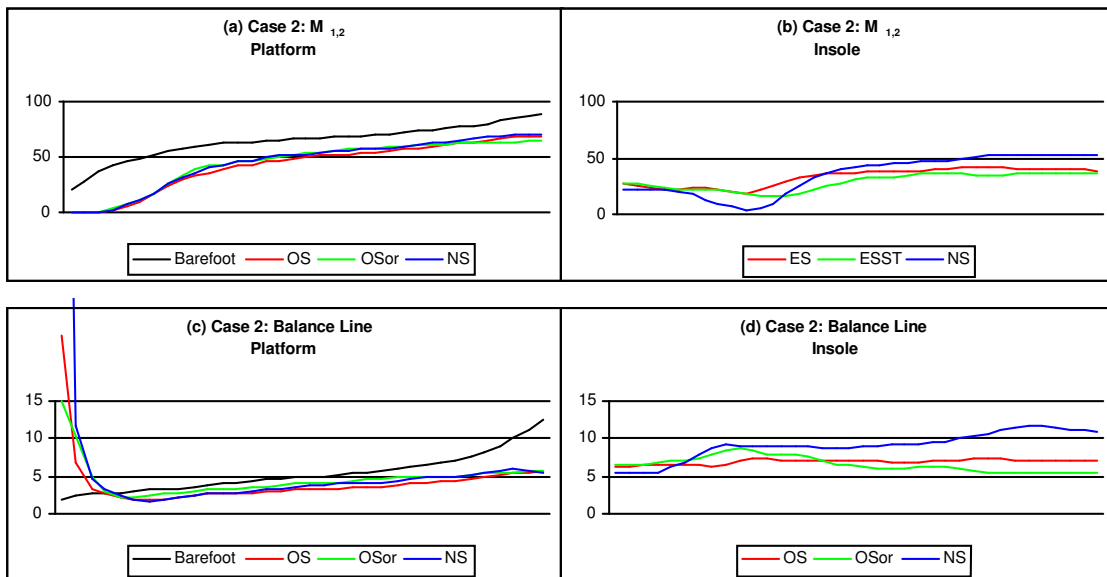 (a) Case 2: M 1,2
Platform
100
50
0
Barefoot OS OSor NS
(b) Case 2: M 1,2
Insole
100
50
0
ES ESST NS
(c) Case 2: Balance Line
Platform
15
10
5
0
Barefoot OS OSor NS
(d) Case 2: Balance Line
Insole
15
10
5
0
OS OSor NS